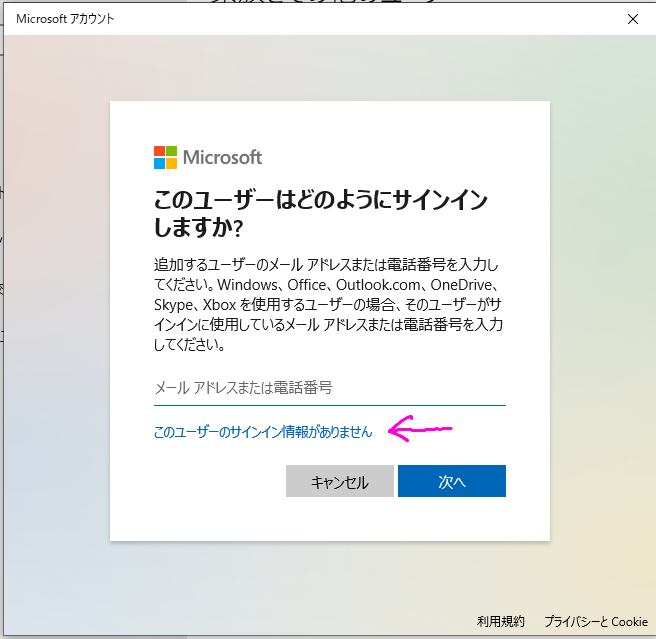 Microsoft アカウント
Microsoft
このユーザーはどのようにサインイン
しますか?
追加するユーザーのメール アドレスまたは電話番号を入力し
てください。Windows、Office、Outlook.com、OneDrive、
Skype、Xbox を使用するユーザーの場合、そのユーザーがサ
インインに使用しているメール アドレスまたは電話番号を入力
してください。
メール アドレスまたは電話番号
このユーザーのサインイン情報がありません
キャンセル
次へ
利用規約
プライバシーと Cookie